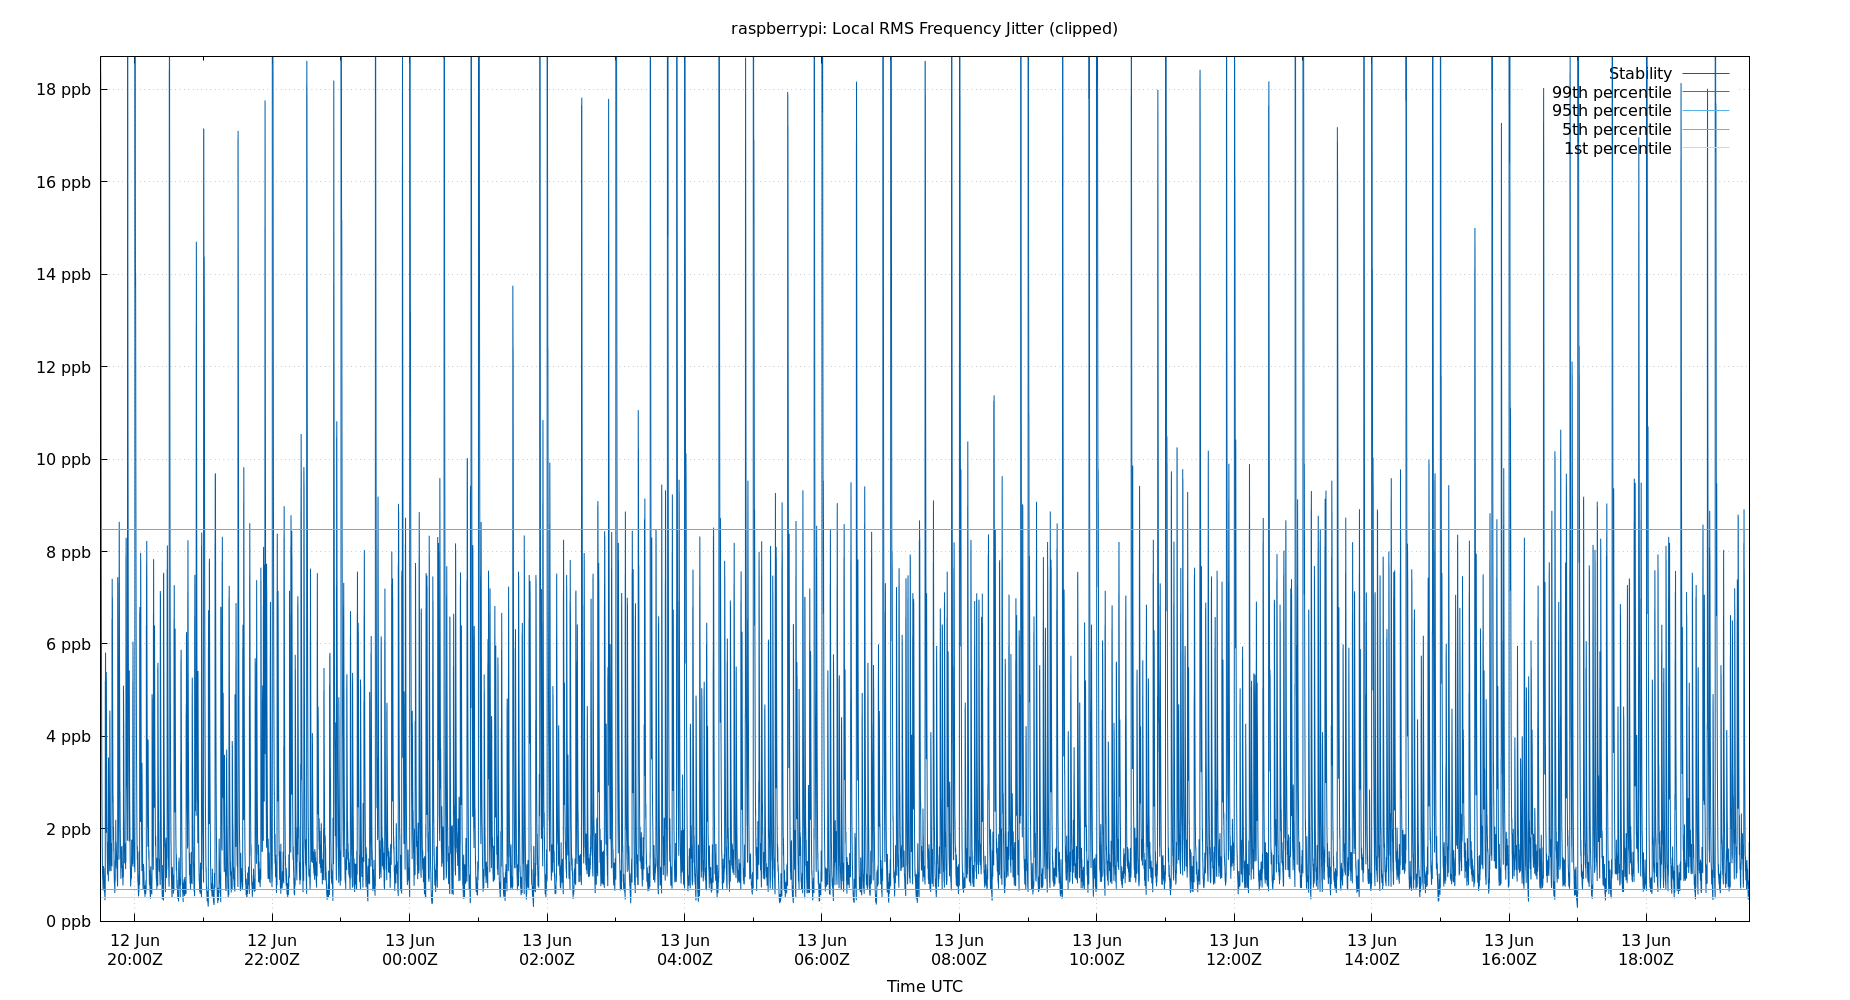 raspberrypi: Local RMS Frequency Jitter (clipped)
Stability
99th percentile
95th percentile
5th percentile
1st percentile
18 ppb
16 ppb
14 ppb
12 ppb
10 ppb
8 ppb
6 ppb
4 ppb
2 ppb
0 ppb
12 Jun 12 Jun 13 Jun 13 Jun 13 Jun 13 Jun 13 Jun 13 Jun 13 Jun 13 Jun 13 Jun 13 Jun
20:00Z 22:00Z 00:00Z 02:00Z 04:00Z 06:00Z 08:00Z 10:00Z 12:00Z 14:00Z 16:00Z 18:00Z
Time UTC